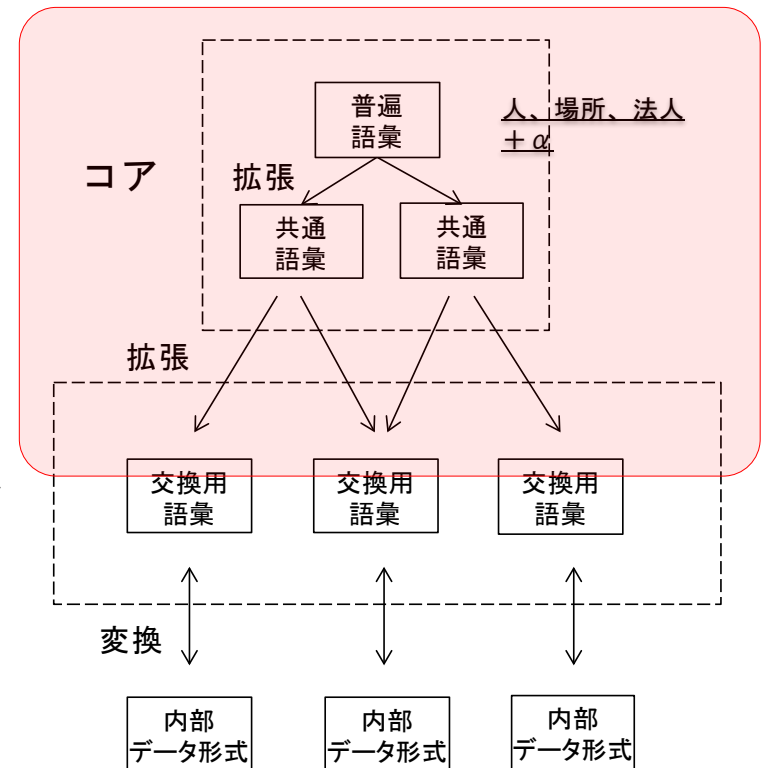 普遍
語彙
人、場所、法人
+α
コア
拡張
共通
語彙
共通
語彙
拡張
交換用
語彙
交換用
語彙
交換用
語彙
変換
内部
データ形式
内部
データ形式
内部
データ形式